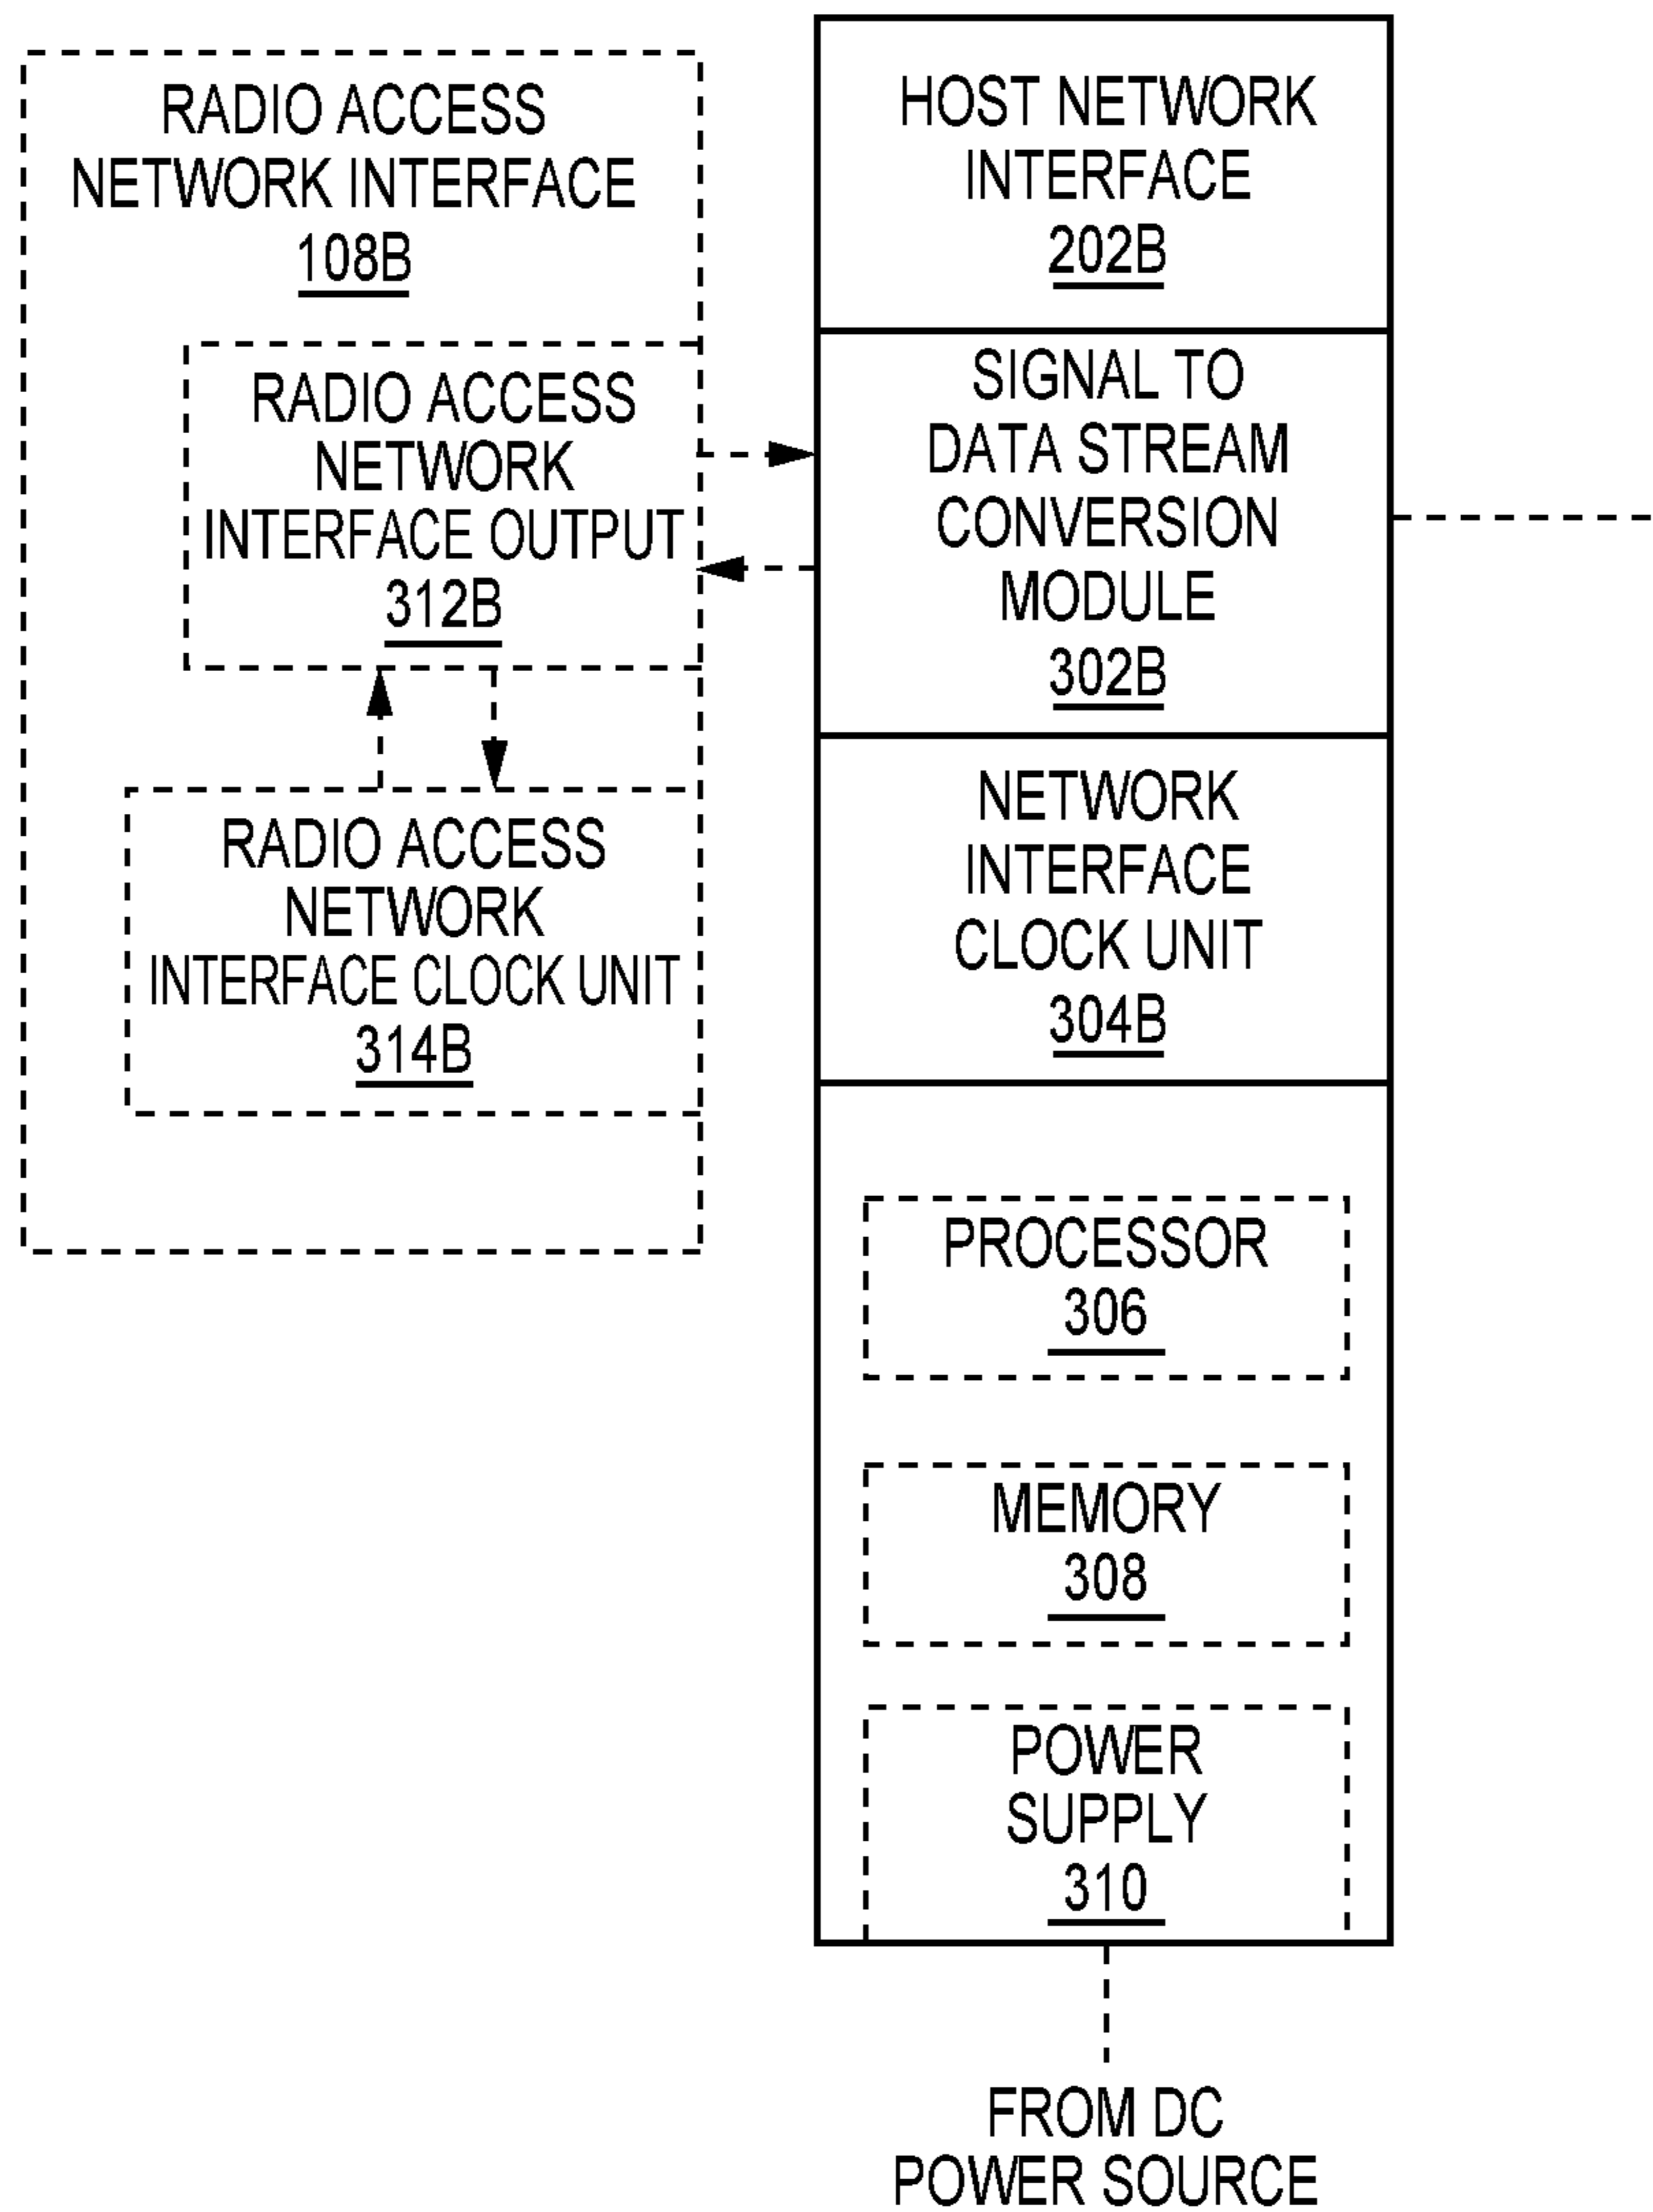 RADIO ACCESS
NETWORK INTERFACE
108B
RADIO ACCESS
NETWORK
INTERFACE OUTPUT
312B
RADIO ACCESS
NETWORK
INTERFACE CLOCK UNIT
314B
HOST NETWORK
INTERFACE
202B
SIGNAL TO
DATA STREAM
CONVERSION
MODULE
302B
NETWORK
INTERFACE
CLOCK UNIT
304B
PROCESSOR
306
MEMORY
308
POWER
SUPPLY
310
FROM DC
POWER SOURCE